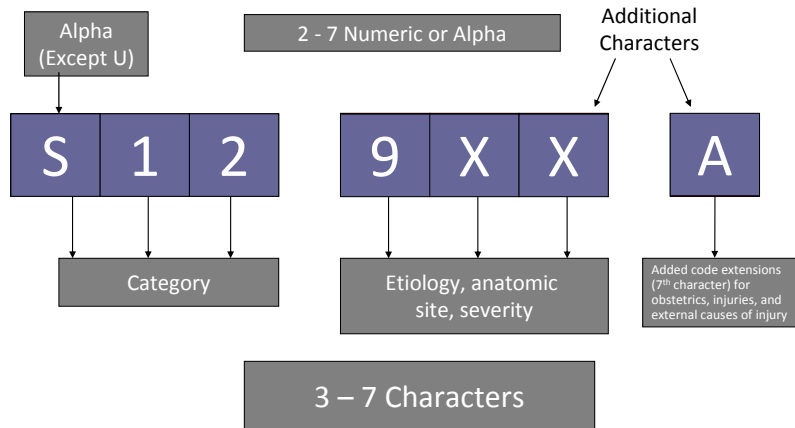 Alpha
(Except U)
2 - 7 Numeric or Alpha
Additional
Characters
S 1 2 9 X X A
Category
Etiology, anatomic
site, severity
Added code extensions
(7th character) for
obstetrics, injuries, and
external causes of injury
3 – 7 Characters